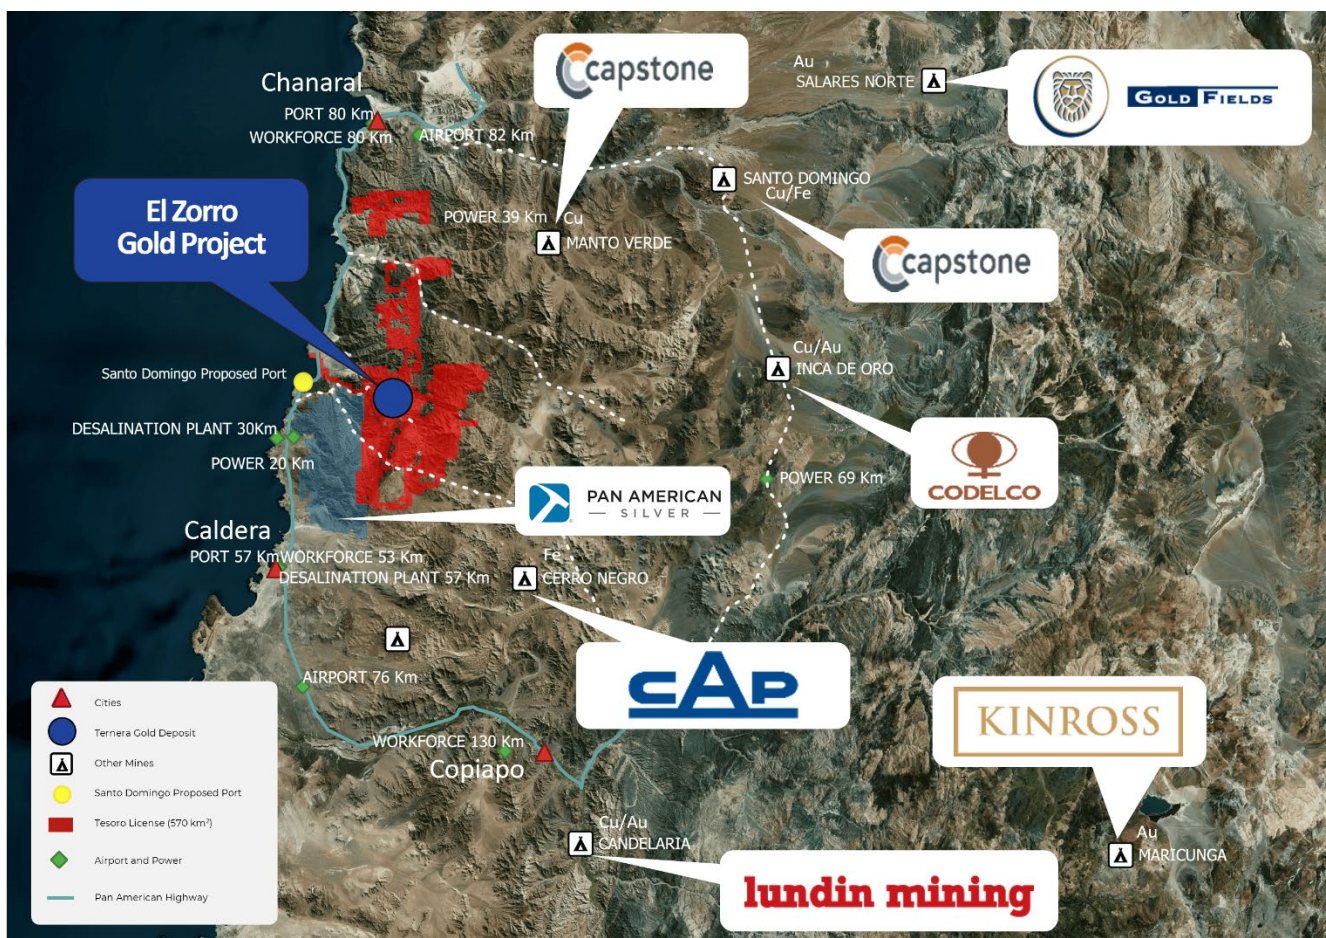 Chanaral
PORT 80 Km
WORKFORCE 80 Km
AIRPORT 82 Km
capstone
Au
SALARES NORTE
GOLD FIELDS
El Zorro
Gold Project
POWER 39 Km
Cu
MANTO VERDE
SANTO DOMINGO
Cu/Fe
capstone
Santo Domingo Proposed Port
Cu/Au
INCA DE ORO
DESALINATION PLANT 30Km
POWER 20 Km
CODELCO
POWER 69 Km
PAN AMERICAN
SILVER
Caldera
PORT 57 Km
WORKFORCE 53 Km
DESALINATION PLANT 57 Km
Fe
CERRO NEGRO
CAP
AIRPORT 76 Km
KINROSS
WORKFORCE 130 Km
Copiapo
Cu/Au
CANDELARIA
lundin mining
Au
MARICUNGA
Cities
Ternera Gold Deposit
Other Mines
Santo Domingo Proposed Port
Tesoro License (570 km²)
Airport and Power
Pan American Highway